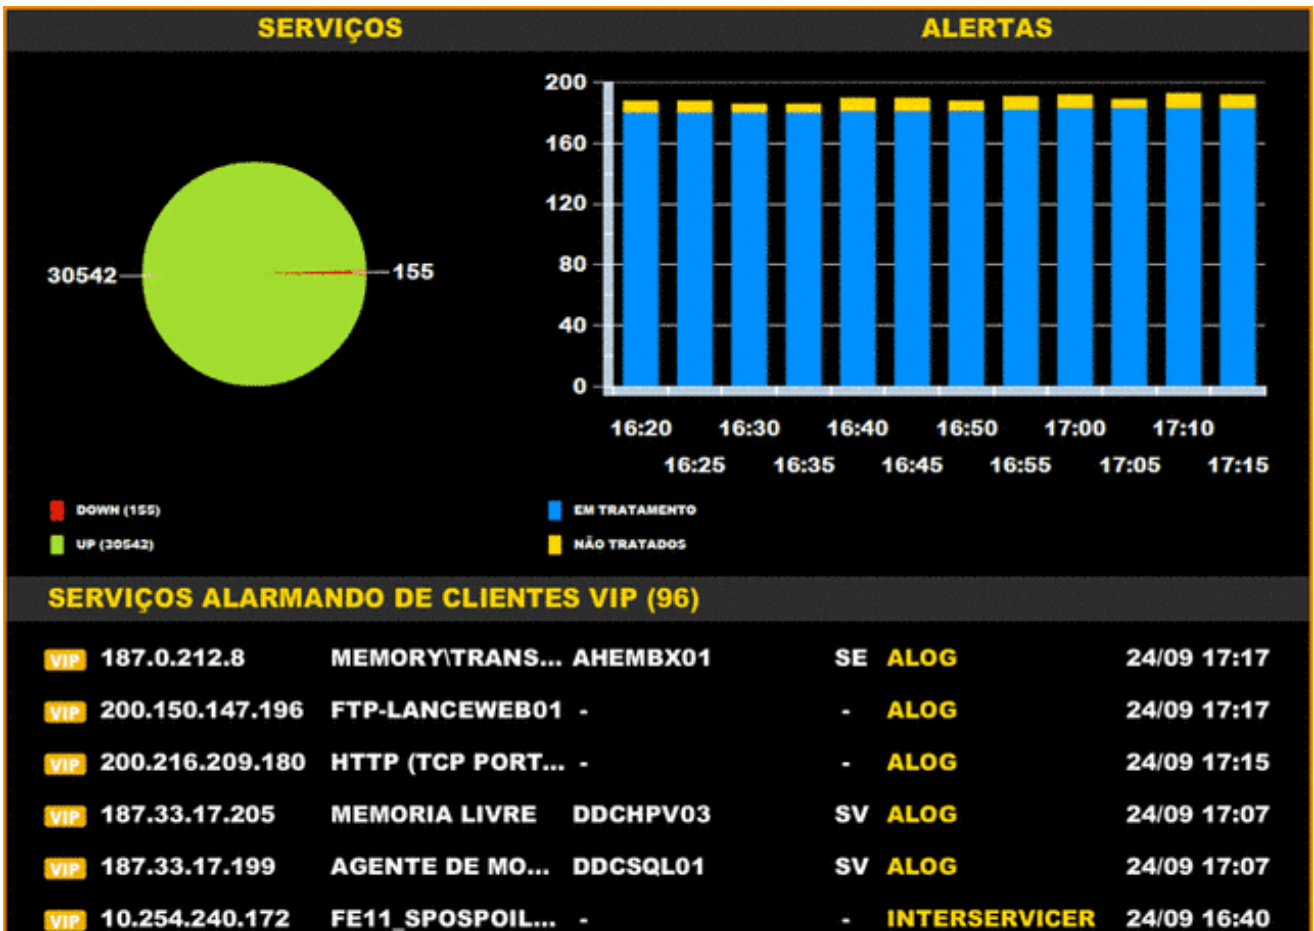 SERVIÇOS
30542
155
DOWN (155)
UP (30542)
ALERTAS
200
160
120
80
40
0
16:20 16:30 16:40 16:50 17:00 17:10
16:25 16:35 16:45 16:55 17:05 17:15
EM TRATAMENTO
NÃO TRATADOS
SERVIÇOS ALARMANDO DE CLIENTES VIP (96)
VIP 187.0.212.8 MEMORY\TRANS... AHEMBX01 SE ALOG 24/09 17:17
VIP 200.150.147.196 FTP-LANCEWEB01 - - ALOG 24/09 17:17
VIP 200.216.209.180 HTTP (TCP PORT... - - ALOG 24/09 17:15
VIP 187.33.17.205 MEMORIA LIVRE DDCHPV03 SV ALOG 24/09 17:07
VIP 187.33.17.199 AGENTE DE MO... DDCSQL01 SV ALOG 24/09 17:07
VIP 10.254.240.172 FE11_SPOSPOIL... - - INTERSERVICER 24/09 16:40